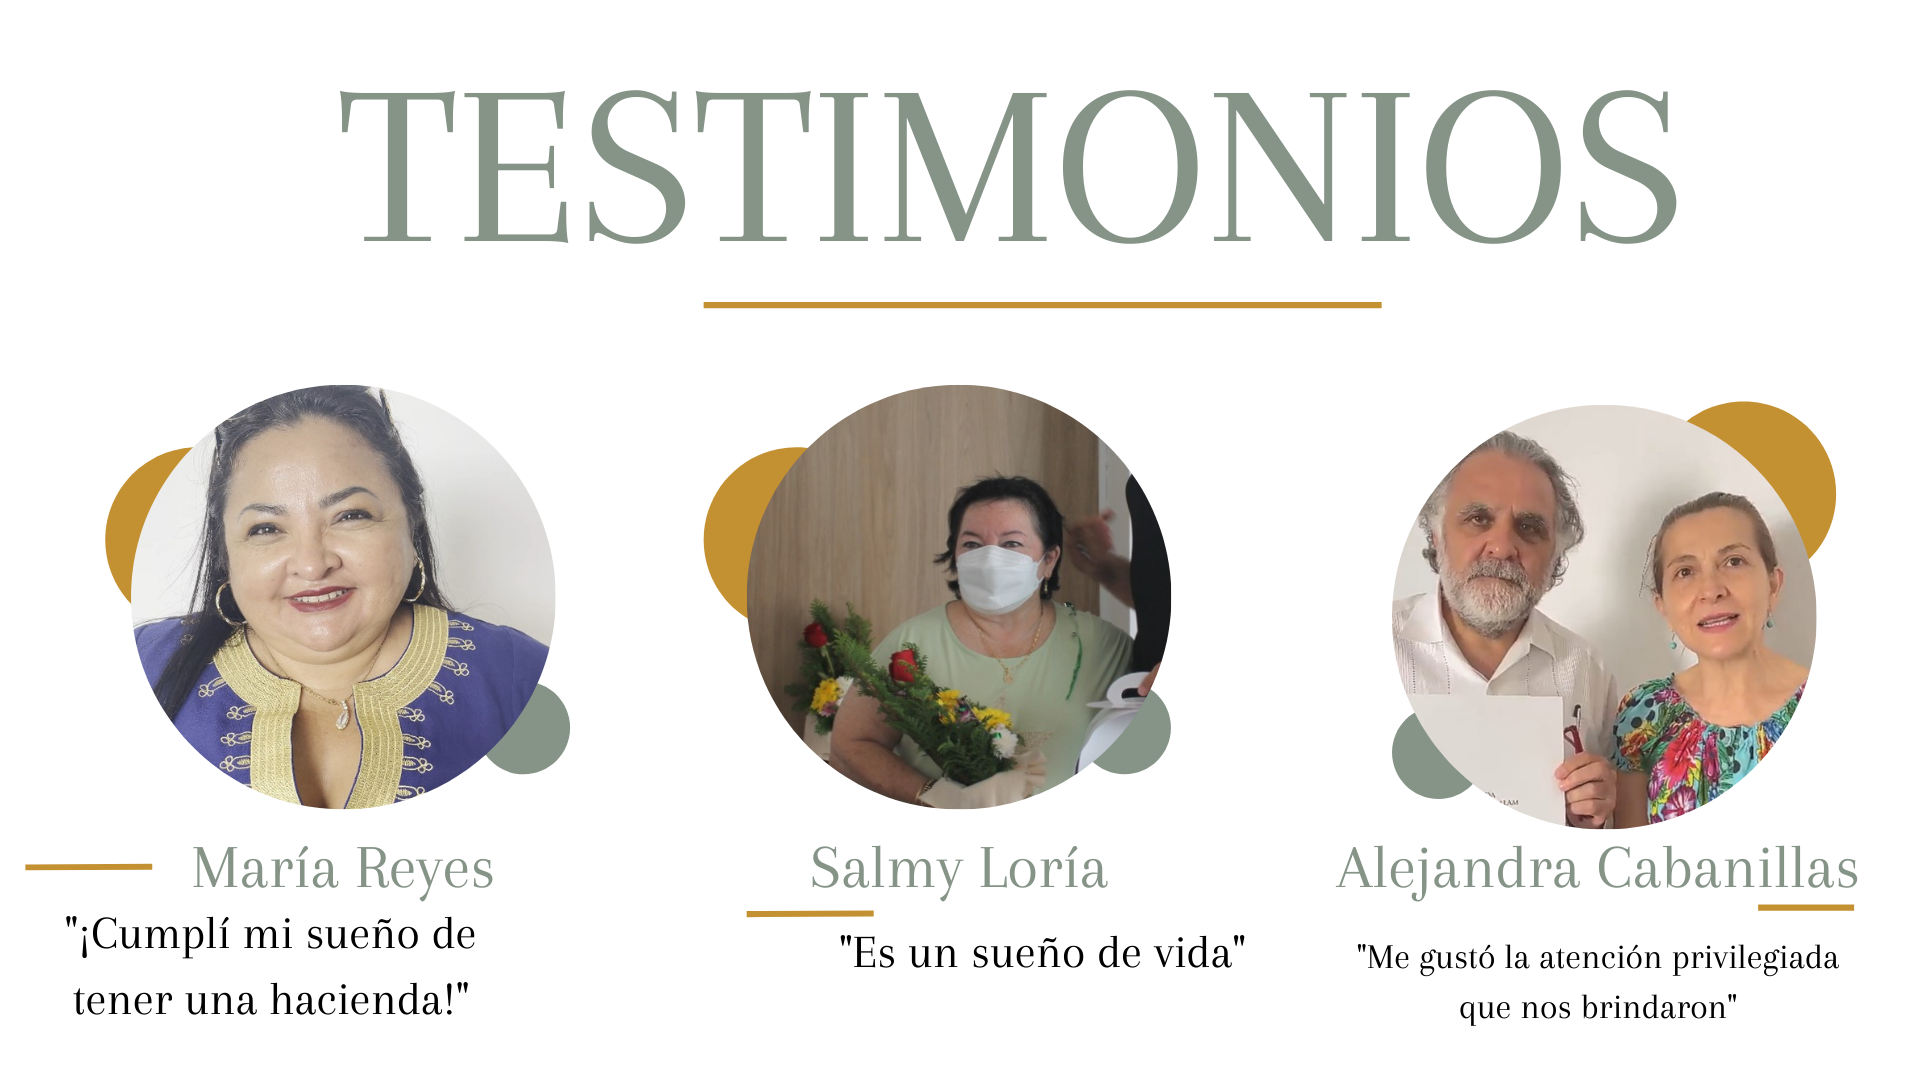 TESTIMONIOS
María Reyes
"¡Cumplí mi sueño de
tener una hacienda!"
Salmy Loría
"Es un sueño de vida"
Alejandra Cabanillas
"Me gustó la atención privilegiada
que nos brindaron"